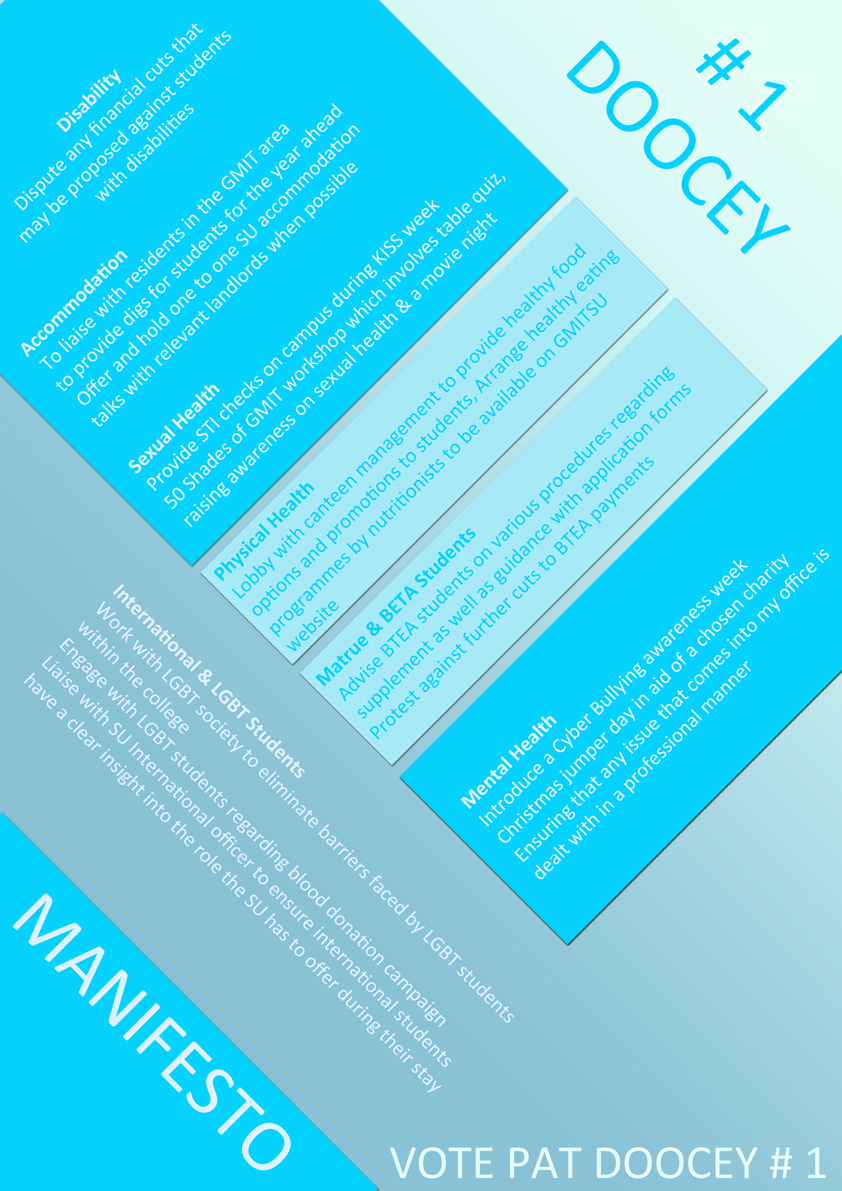 # 1
DOOCEY
Disability
Dispute any financial cuts that
may be proposed against students
with disabilities
Accommodation
To liaise with residents in the GMIT area
to provide digs for students for the year ahead
Offer and hold one to one SU accommodation
talks with relevant landlords when possible
Sexual Health
Provide STI checks on campus during KISS week
50 Shades of GMIT workshop which involves table quiz,
raising awareness on sexual health & a movie night
Physical Health
Lobby with canteen management to provide healthy food
options and promotions to students, Arrange healthy eating
programmes by nutritionists to be available on GMITSU
website
Matrue & BETA Students
Advise BTEA students on various procedures regarding
supplement as well as guidance with application forms
Protest against further cuts to BTEA payments
Mental Health
Introduce a Cyber Bullying awareness week
Christmas jumper day in aid of a chosen charity
Ensuring that any issue that comes into my office is
dealt with in a professional manner
International & LGBT Students
Work with LGBT society to eliminate barriers faced by LGBT students
within the college
Engage with LGBT students regarding blood donation campaign
Liaise with SU International officer to ensure international students
have a clear insight into the role the SU has to offer during their stay
MANIFESTO
VOTE PAT DOOCEY # 1